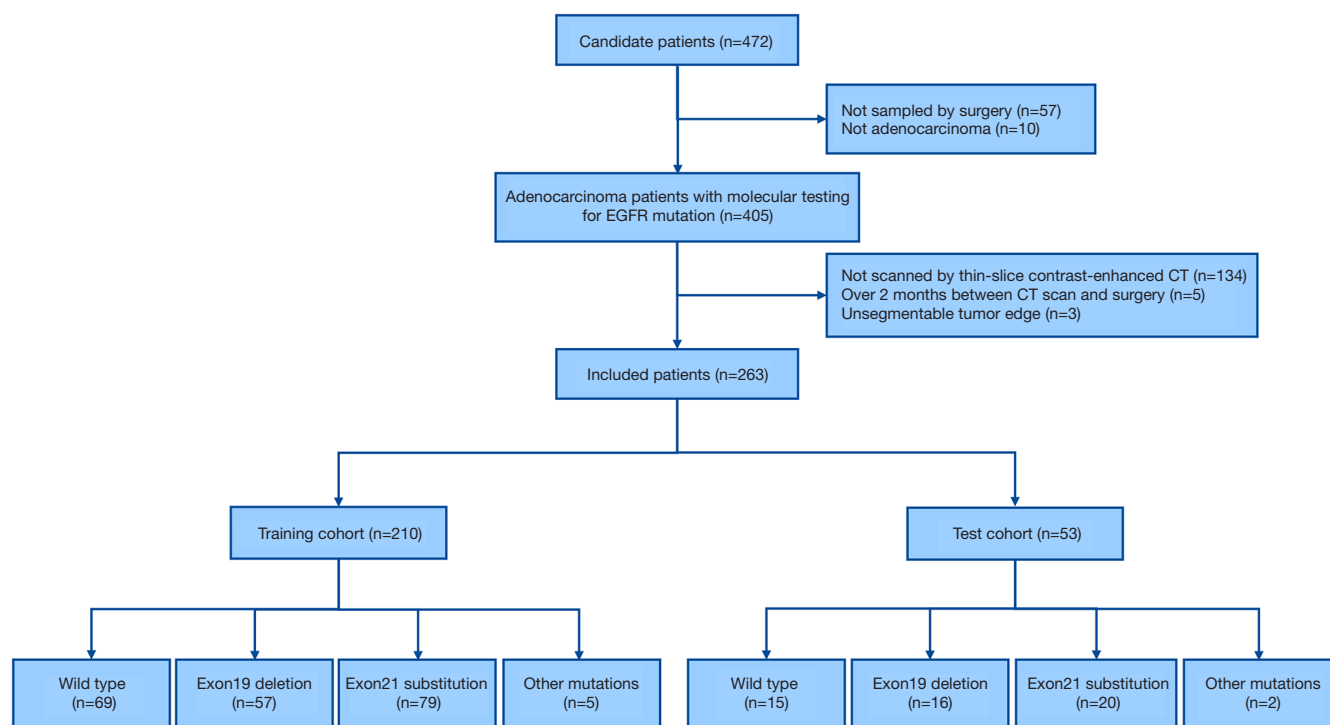 Candidate patients (n=472)
Not sampled by surgery (n=57)
Not adenocarcinoma (n=10)
Adenocarcinoma patients with molecular testing
for EGFR mutation (n=405)
Not scanned by thin-slice contrast-enhanced CT (n=134)
Over 2 months between CT scan and surgery (n=5)
Unsegmentable tumor edge (n=3)
Included patients (n=263)
Training cohort (n=210)
Test cohort (n=53)
Wild type
(n=69)
Exon19 deletion
(n=57)
Exon21 substitution
(n=79)
Other mutations
(n=5)
Wild type
(n=15)
Exon19 deletion
(n=16)
Exon21 substitution
(n=20)
Other mutations
(n=2)